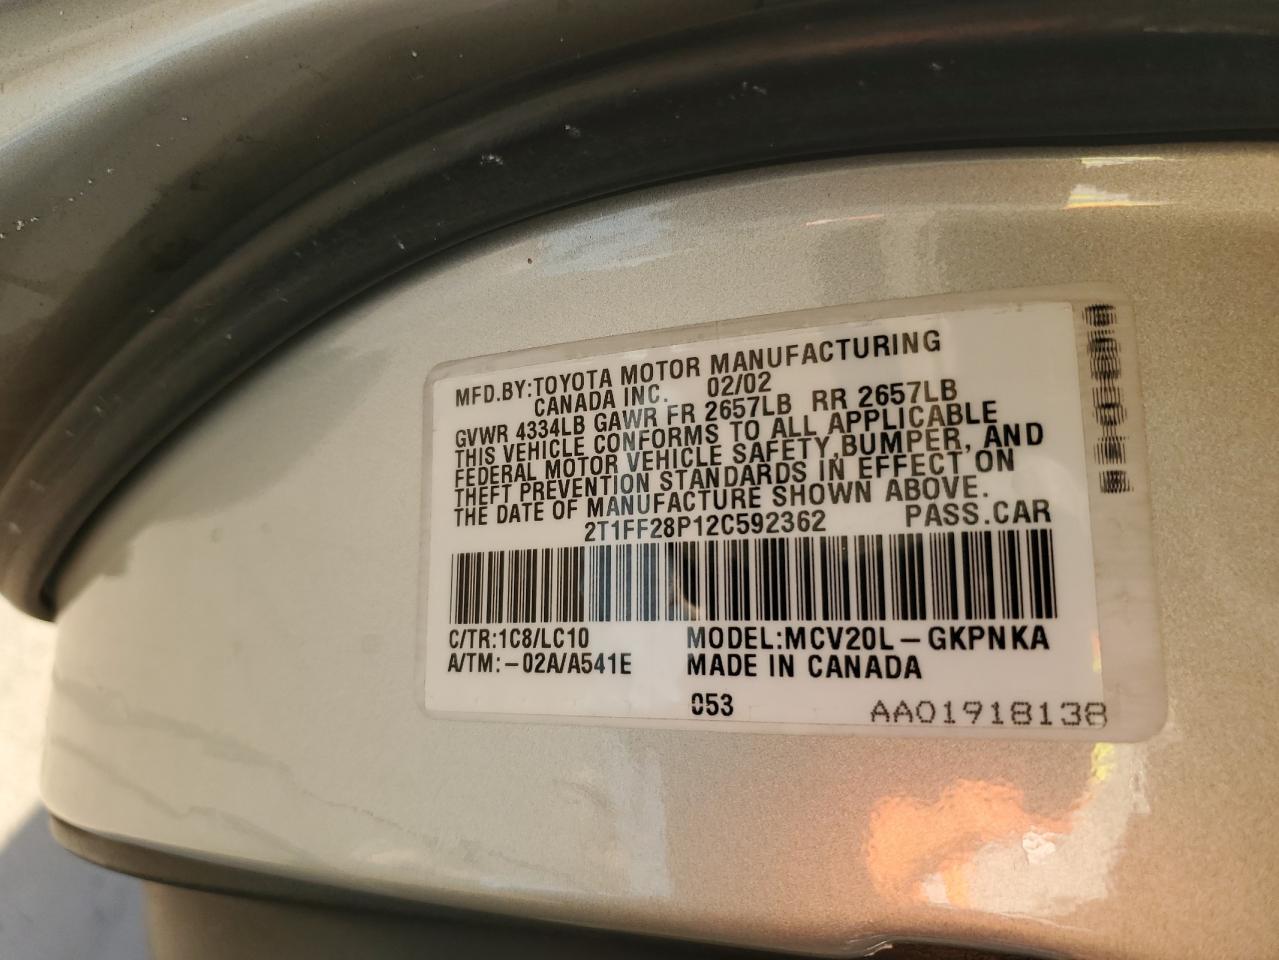 MFD.BY:TOYOTA MOTOR MANUFACTURING
CANADA INC. 02/02
GVWR 4334LB GAWR FR 2657LB RR 2657LB
THIS VEHICLE CONFORMS TO ALL APPLICABLE
FEDERAL MOTOR VEHICLE SAFETY,BUMPER, AND
THEFT PREVENTION STANDARDS IN EFFECT ON
THE DATE OF MANUFACTURE SHOWN ABOVE.
2T1FF28P12C592362 PASS.CAR
C/TR:1C8/LC10 MODEL:MCV20L-GKPNKA
A/TM:-02A/A541E MADE IN CANADA
053 AA01918138